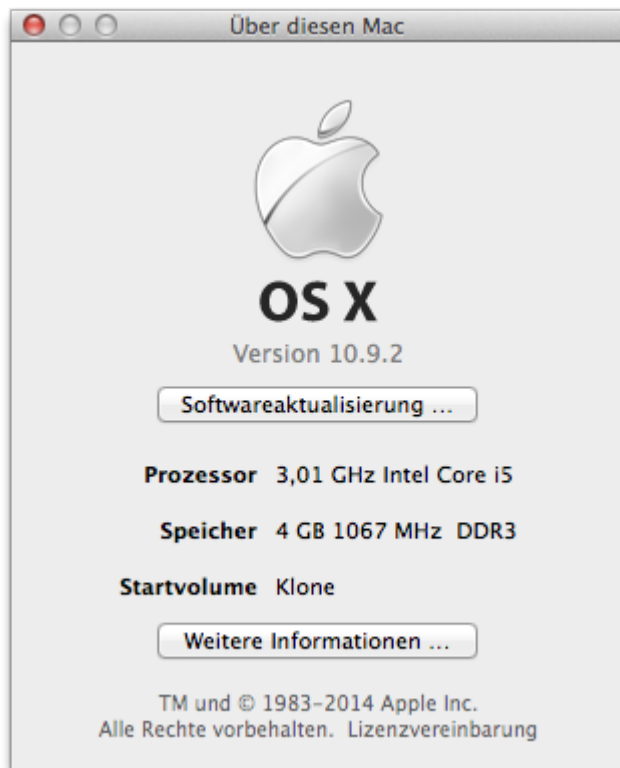 Über diesen Mac
OS X
Version 10.9.2
Softwareaktualisierung ...
Prozessor 3,01 GHz Intel Core i5
Speicher 4 GB 1067 MHz DDR3
Startvolume Klone
Weitere Informationen ...
TM und © 1983–2014 Apple Inc.
Alle Rechte vorbehalten. Lizenzvereinbarung